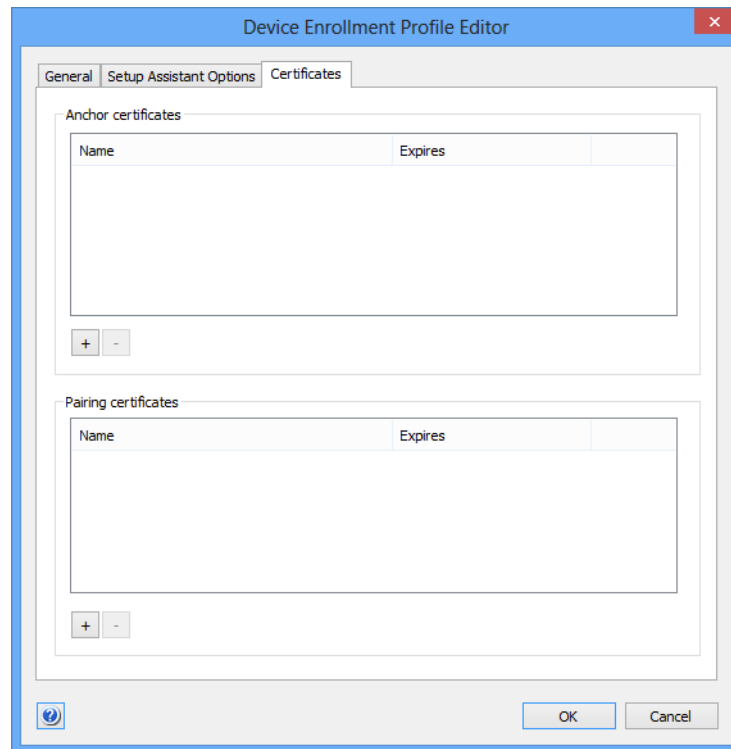 Device Enrollment Profile Editor
General Setup Assistant Options Certificates
Anchor certificates
Name Expires
+ -
Pairing certificates
Name Expires
+ -
? OK Cancel